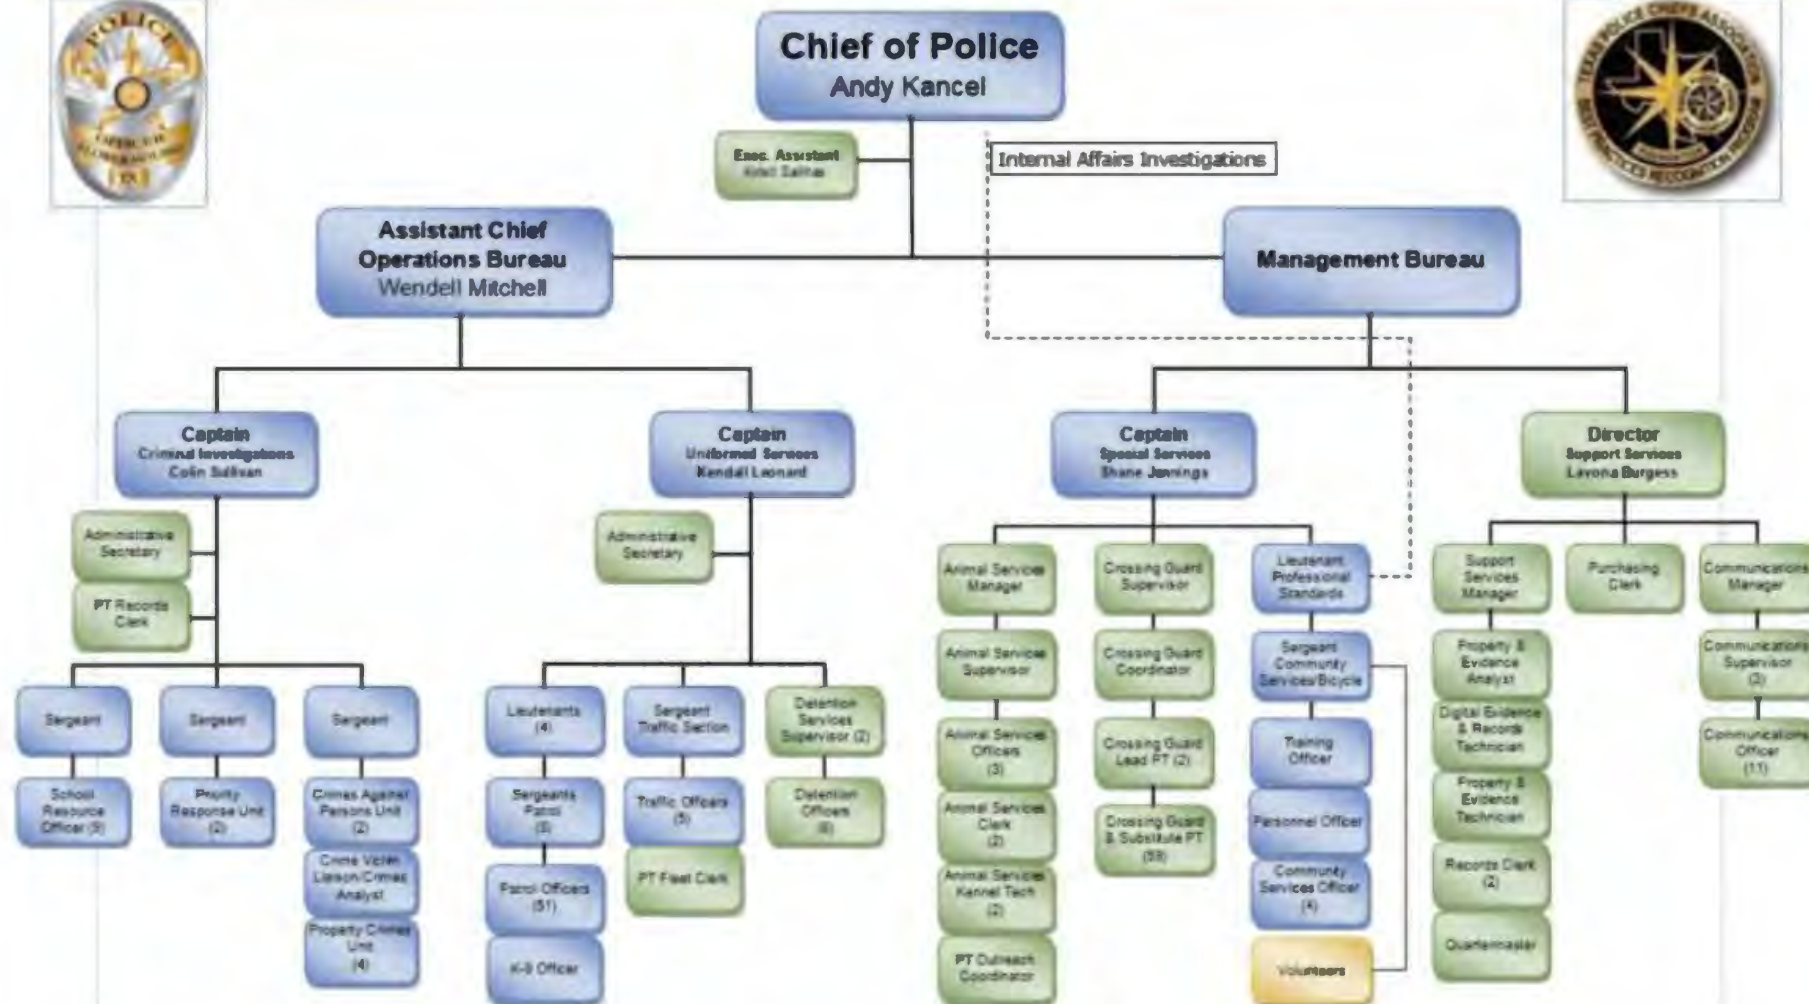 POLICE
TEXAS POLICE CHIEFS ASSOCIATION
BEST PRACTICES RECOGNITION PROGRAM
Chief of Police
Andy Kancel
Exec. Assistant
Internal Affairs Investigations
Assistant Chief
Operations Bureau
Wendell Mitchell
Management Bureau
Captain
Criminal Investigations
Colin Sullivan
Captain
Uniformed Services
Kendall Leonard
Captain
Special Services
Shane Jennings
Director
Support Services
Lavona Burgess
Administrative
Secretary
PT Records
Clerk
Sergeant
School
Resource
Officer
Sergeant
Priority
Response Unit
(2)
Sergeant
Crimes Against
Persons Unit
(2)
Crime Victim
Liaison/Crimes
Analyst
Property Crimes
Unit
(4)
Administrative
Secretary
Lieutenants
(4)
Sergeants
Patrol
Patrol Officers
(51)
K-9 Officer
Sergeant
Traffic Section
Traffic Officers
(5)
PT Fleet Clerk
Detention
Services
Supervisor (2)
Detention
Officers
Animal Services
Manager
Animal Services
Supervisor
Animal Services
Officers
(3)
Animal Services
Clerk
(2)
Animal Services
Kennel Tech
(2)
PT Outreach
Coordinator
Crossing Guard
Supervisor
Crossing Guard
Coordinator
Crossing Guard
Lead PT (2)
Crossing Guard
& Substitute PT
Lieutenant
Professional
Standards
Sergeant
Community
Services/Bicycle
Training
Officer
Personnel Officer
Community
Services Officer
(4)
Volunteers
Support
Services
Manager
Property &
Evidence
Analyst
Digital Evidence
& Records
Technician
Property &
Evidence
Technician
Records Clerk
(2)
Quartermaster
Purchasing
Clerk
Communications
Manager
Communications
Supervisor
Communications
Officer
(11)